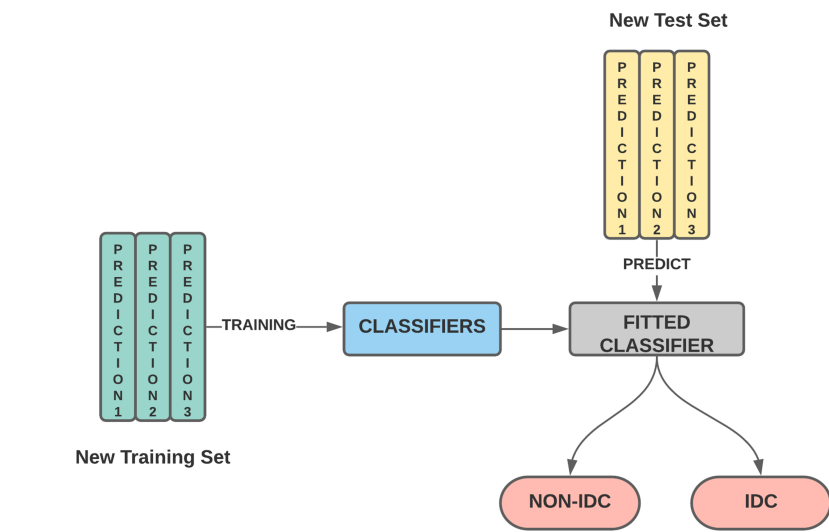 New Test Set
PREDICTION1
PREDICTION2
PREDICTION3
PREDICT
PREDICTION1
PREDICTION2
PREDICTION3
TRAINING
CLASSIFIERS
FITTED
CLASSIFIER
New Training Set
NON-IDC
IDC